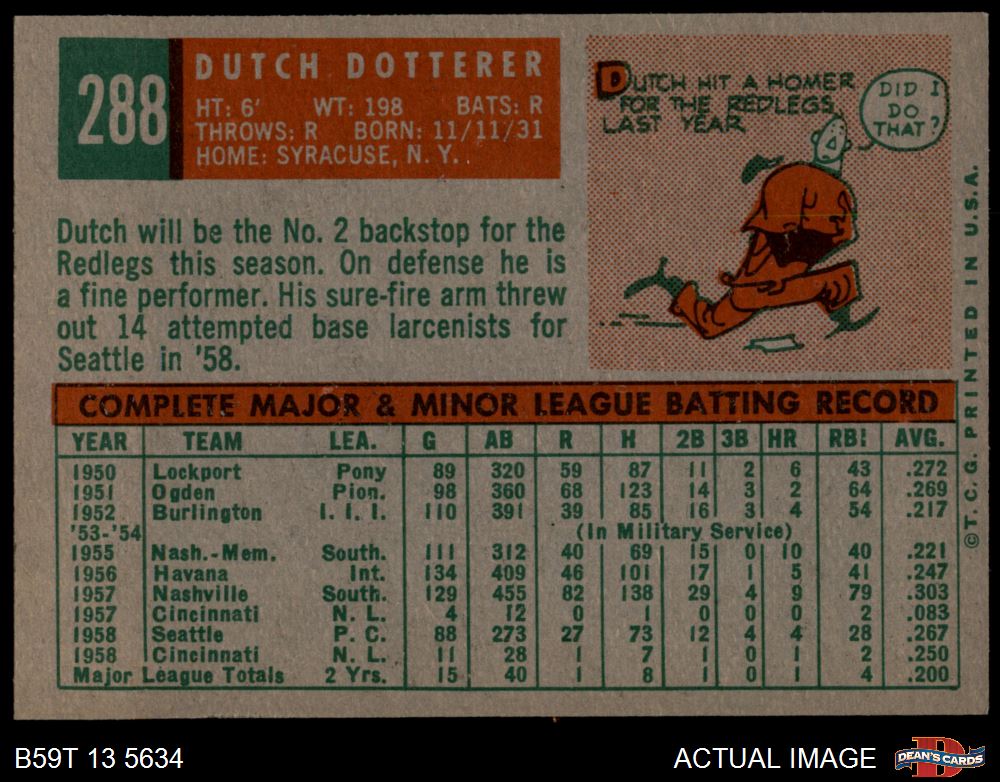 288
DUTCH DOTTERER
HT: 6' WT: 198 BATS: R
THROWS: R BORN: 11/11/31
HOME: SYRACUSE, N. Y.
DUTCH HIT A HOMER
FOR THE REDLEGS
LAST YEAR
DID I
DO
THAT?
Dutch will be the No. 2 backstop for the
Redlegs this season. On defense he is
a fine performer. His sure-fire arm threw
out 14 attempted base larcenists for
Seattle in '58.
COMPLETE MAJOR & MINOR LEAGUE BATTING RECORD
YEAR TEAM LEA. G AB R H 2B 3B HR RBI AVG.
1950 Lockport Pony 89 320 59 87 11 2 6 43 .272
1951 Ogden Pion. 98 360 68 123 14 3 2 64 .269
1952 Burlington I. I. I. 110 391 39 85 16 3 4 54 .217
'53-'54 (In Military Service)
1955 Nash.-Mem. South. 111 312 40 69 15 0 10 40 .221
1956 Havana Int. 134 409 46 101 17 1 5 41 .247
1957 Nashville South. 129 455 82 138 29 4 9 79 .303
1957 Cincinnati N. L. 4 12 0 1 0 0 0 2 .083
1958 Seattle P. C. 88 273 27 73 12 4 4 28 .267
1958 Cincinnati N. L. 11 28 1 7 1 0 1 2 .250
Major League Totals 2 Yrs. 15 40 1 8 1 0 1 4 .200
© T. C. G. PRINTED IN U.S.A.
B59T 13 5634
ACTUAL IMAGE
DEAN'S CARDS